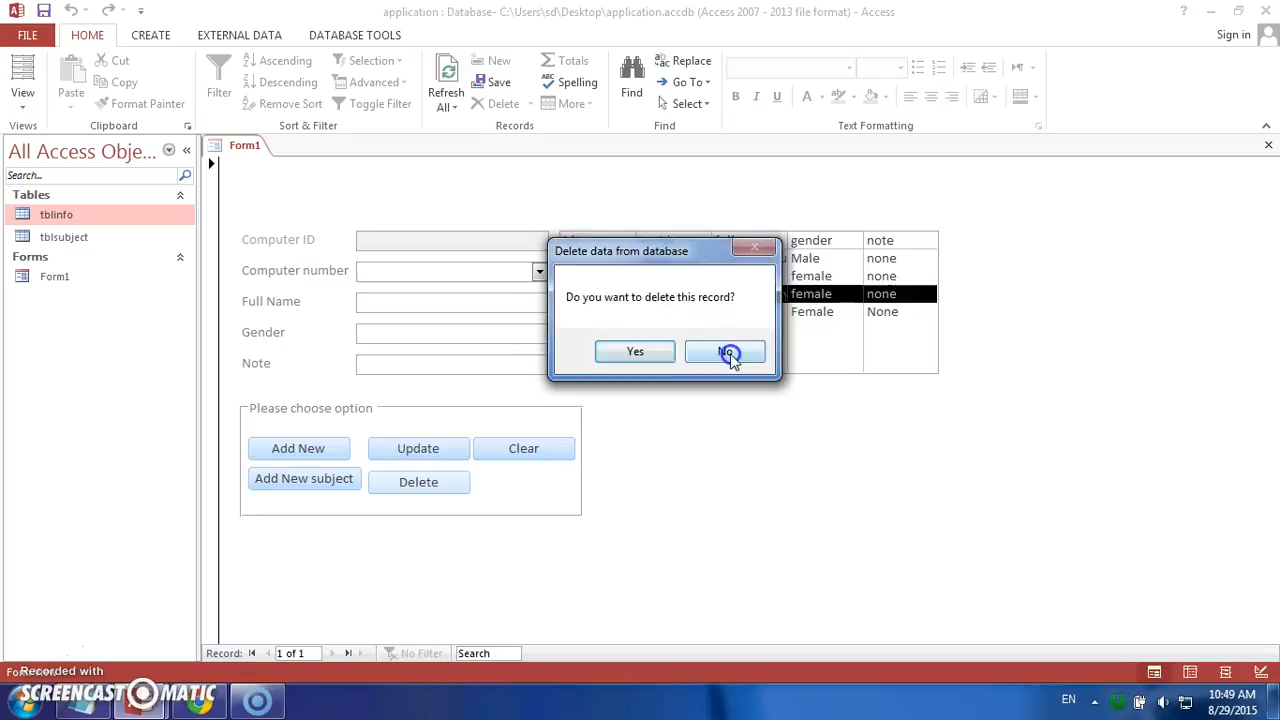 application : Database- C:\Users\sd\Desktop\application.accdb (Access 2007 - 2013 file format) - Access
FILE HOME CREATE EXTERNAL DATA DATABASE TOOLS Sign in
View
Views
Paste
Cut
Copy
Format Painter
Clipboard
Filter
Ascending
Descending
Remove Sort
Selection
Advanced
Toggle Filter
Sort & Filter
Refresh All
New
Save
Delete
Totals
Spelling
More
Records
Find
Replace
Go To
Select
Find
B I U A
Text Formatting
All Access Obje...
Search...
Tables
tblinfo
tblsubject
Forms
Form1
Form1
Computer ID
Computer number
Full Name
Gender
Note
gender note
Male none
female none
female none
Female None
Delete data from database
Do you want to delete this record?
Yes No
Please choose option
Add New Update Clear
Add New subject Delete
Record: 1 of 1 No Filter Search
Recorded with
SCREENCAST-O-MATIC
EN
10:49 AM
8/29/2015